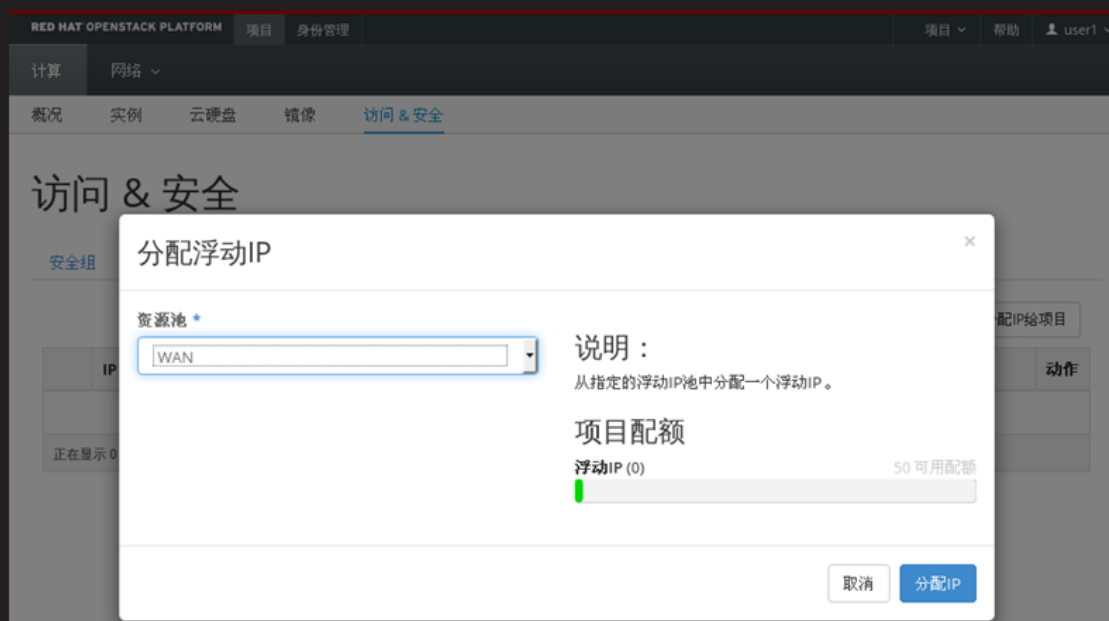 RED HAT OPENSTACK PLATFORM 项目 身份管理 项目 帮助 user1
计算 网络
概况 实例 云硬盘 镜像 访问 & 安全
访问 & 安全
安全组
分配浮动IP ×
资源池 *
WAN
说明：
从指定的浮动IP池中分配一个浮动IP。
项目配额
浮动IP (0) 50 可用配额
配IP给项目
IP 动作
正在显示 0
取消 分配IP